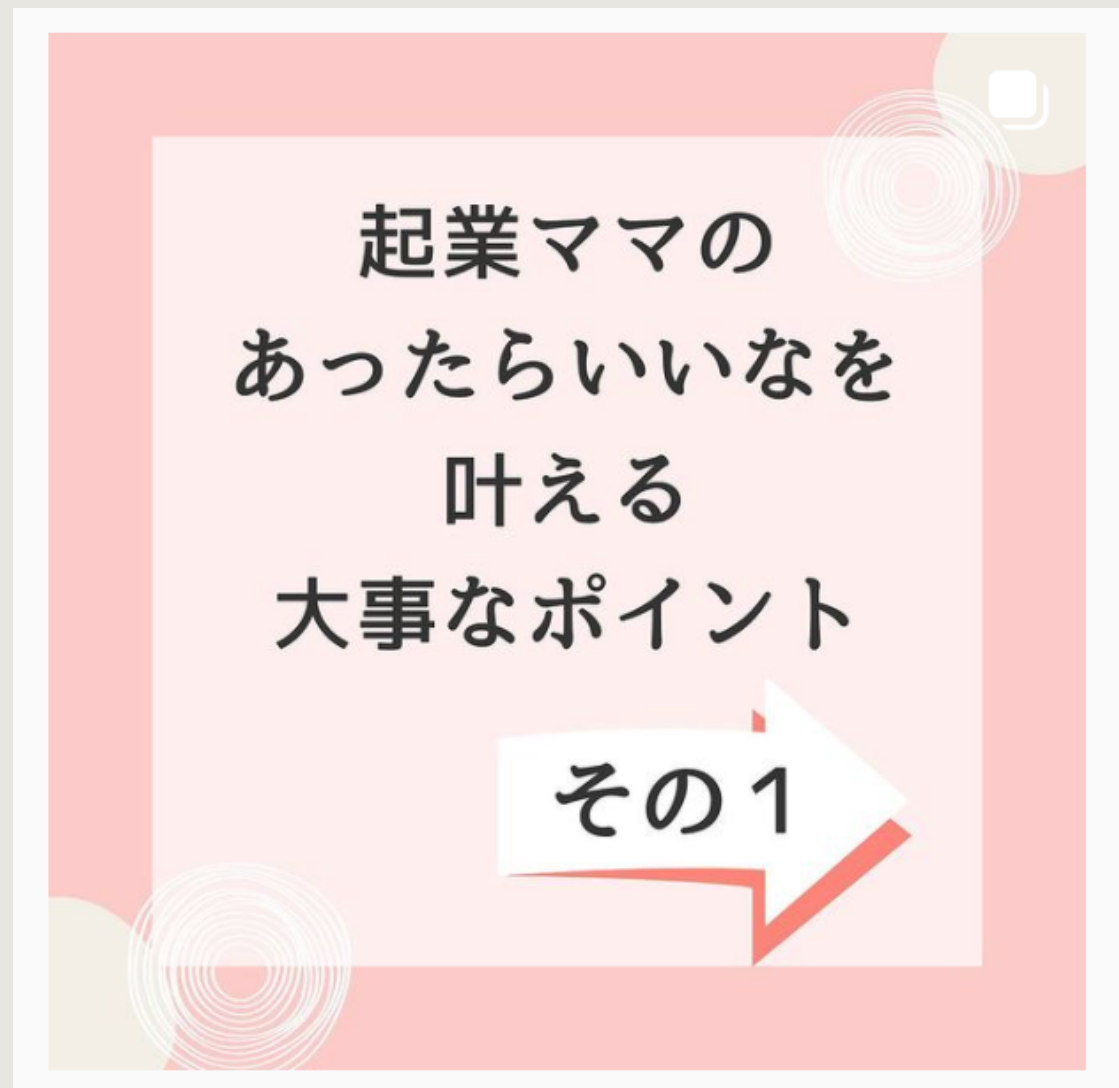 起業ママの
あったらいいなを
叶える
大事なポイント
その1